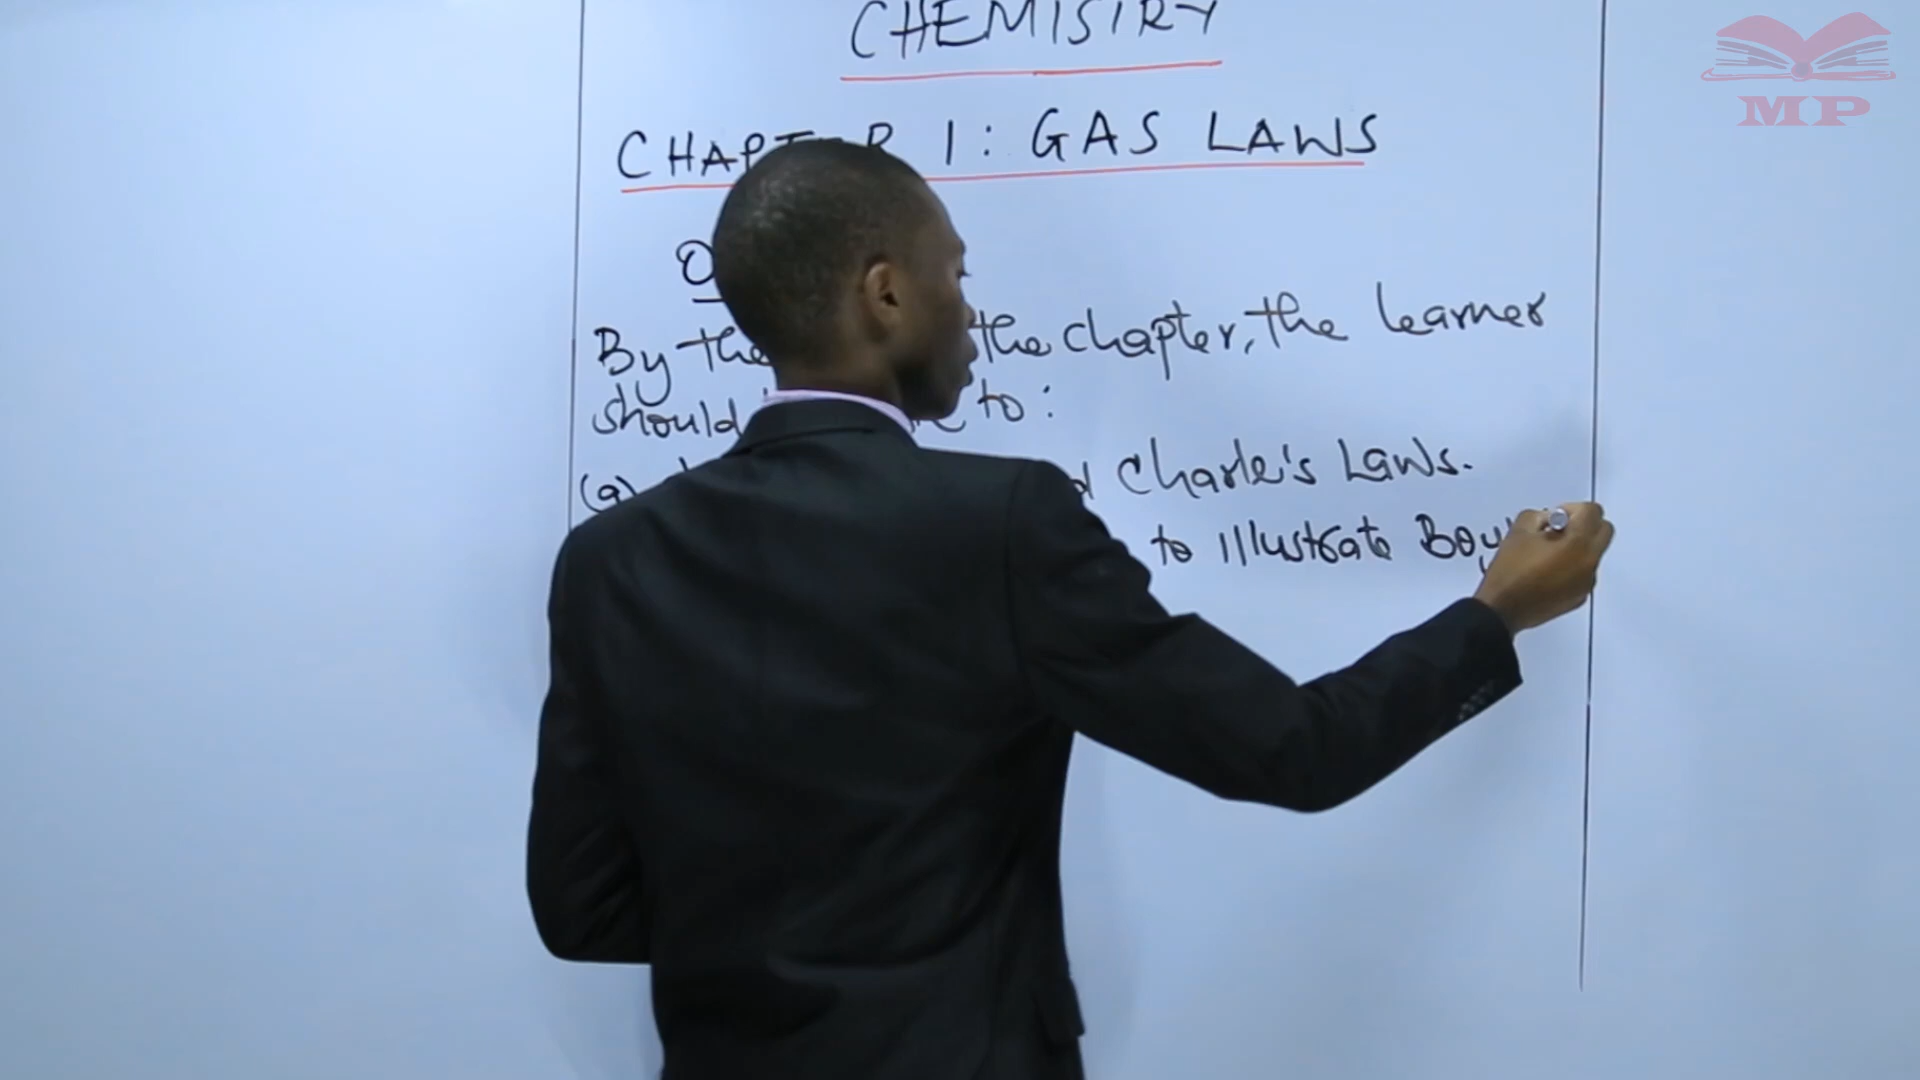 CHEMISTRY
CHAPTER 1: GAS LAWS
By the the chapter, the learner
should to:
(a) Charle's Laws.
to illustrate Boy
MP